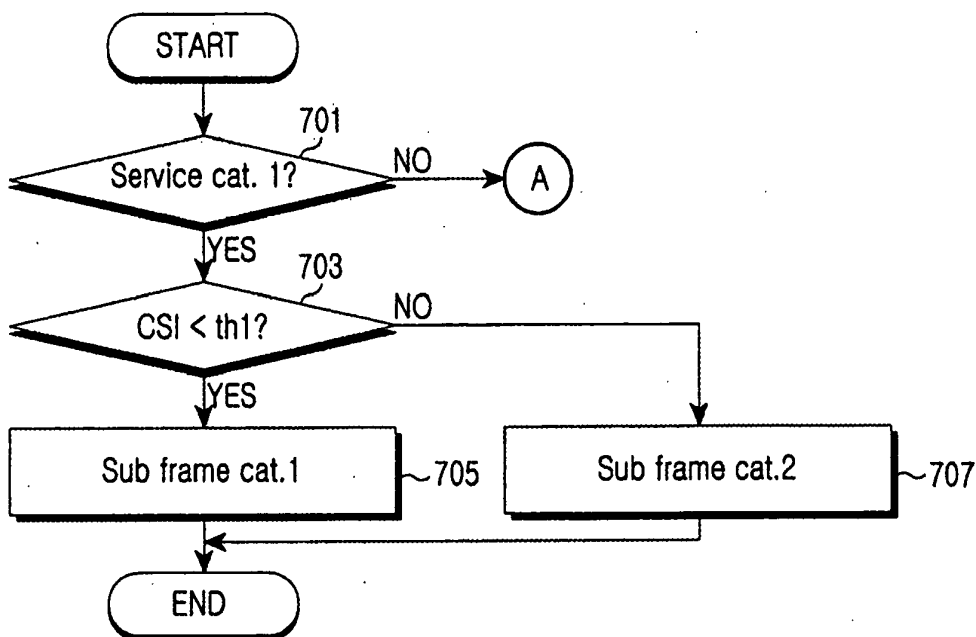 START
701
Service cat. 1?
NO
A
YES
703
CSI < th1?
NO
YES
Sub frame cat.1
705
Sub frame cat.2
707
END